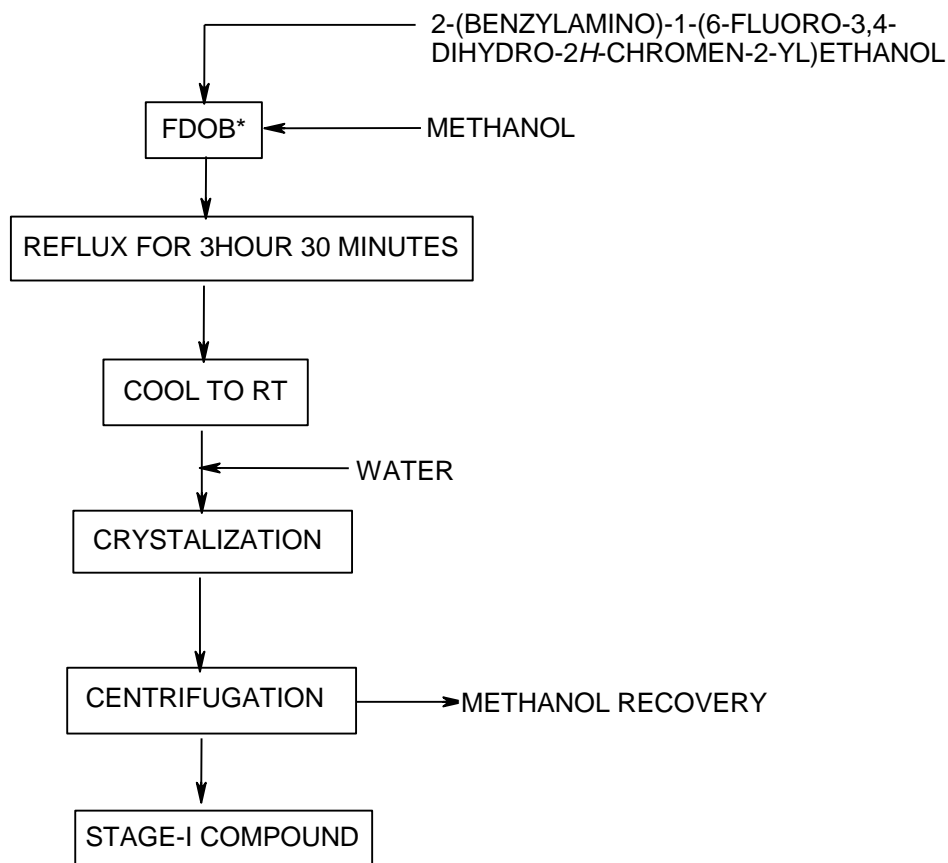 2-(BENZYLAMINO)-1-(6-FLUORO-3,4-
DIHYDRO-2H-CHROMEN-2-YL)ETHANOL
FDOB*
METHANOL
REFLUX FOR 3HOUR 30 MINUTES
COOL TO RT
WATER
CRYSTALIZATION
CENTRIFUGATION
METHANOL RECOVERY
STAGE-I COMPOUND